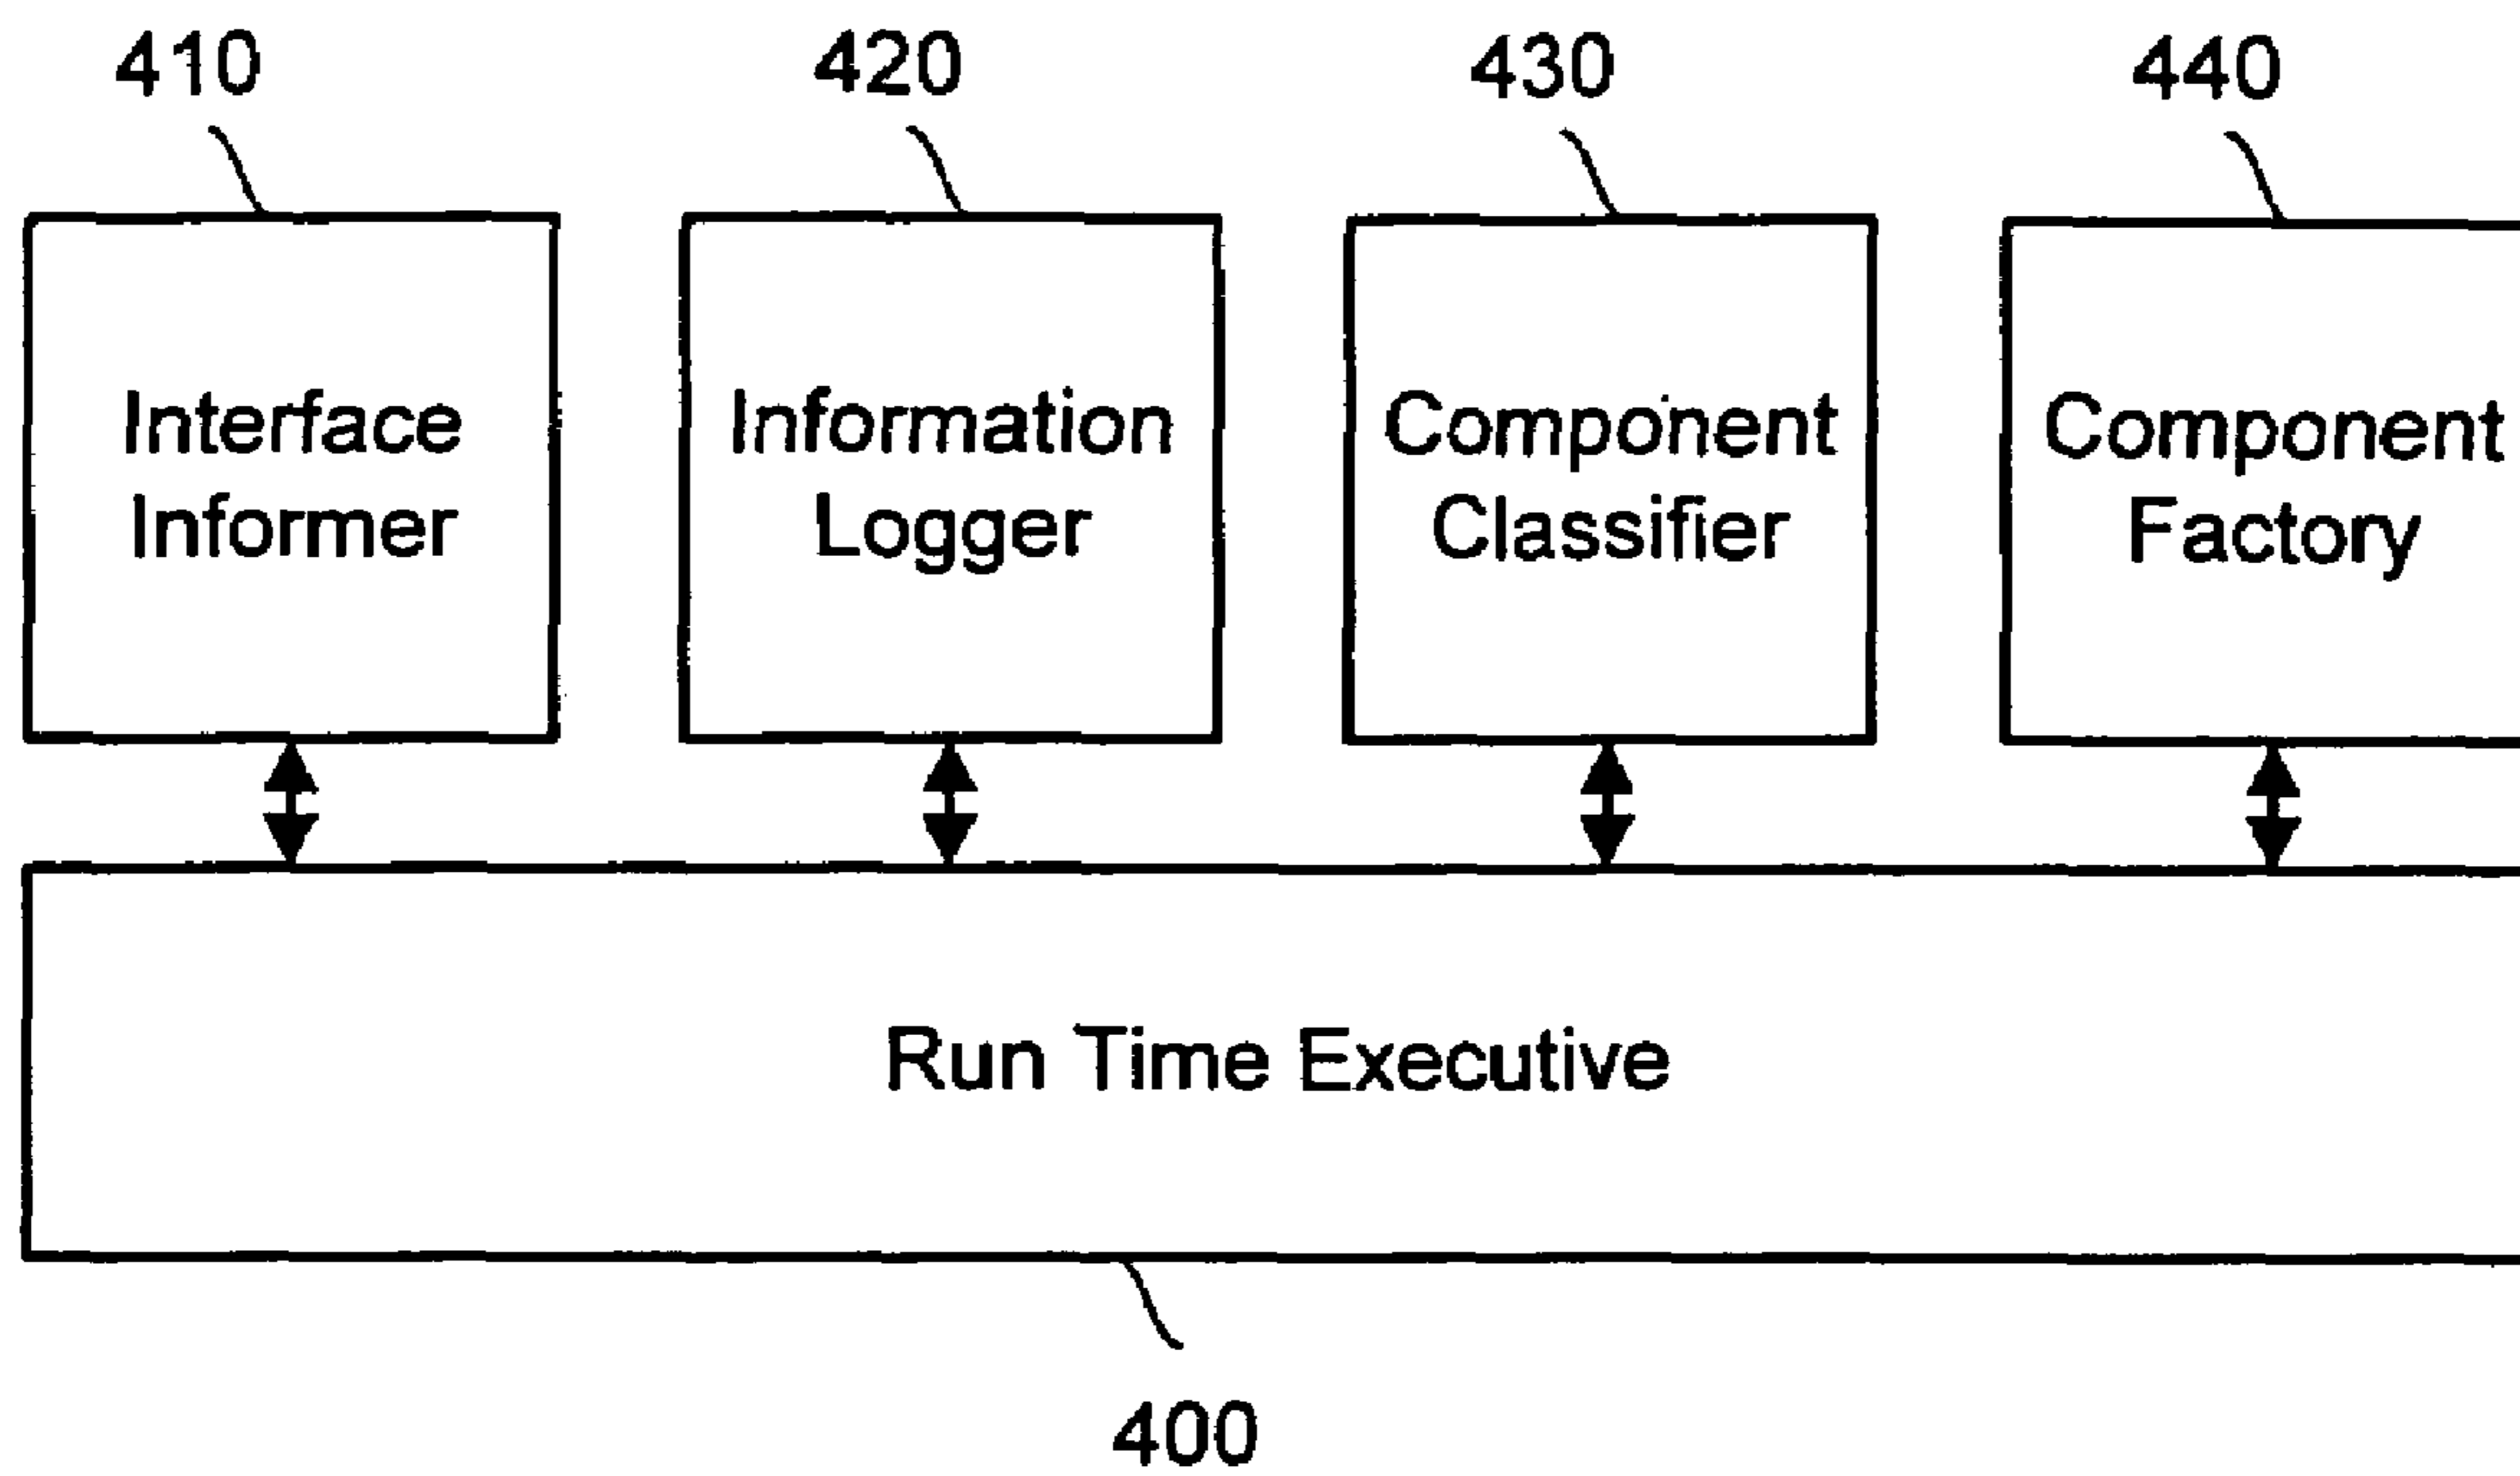 410
420
430
440
Interface
Informer
Information
Logger
Component
Classifier
Component
Factory
Run Time Executive
400